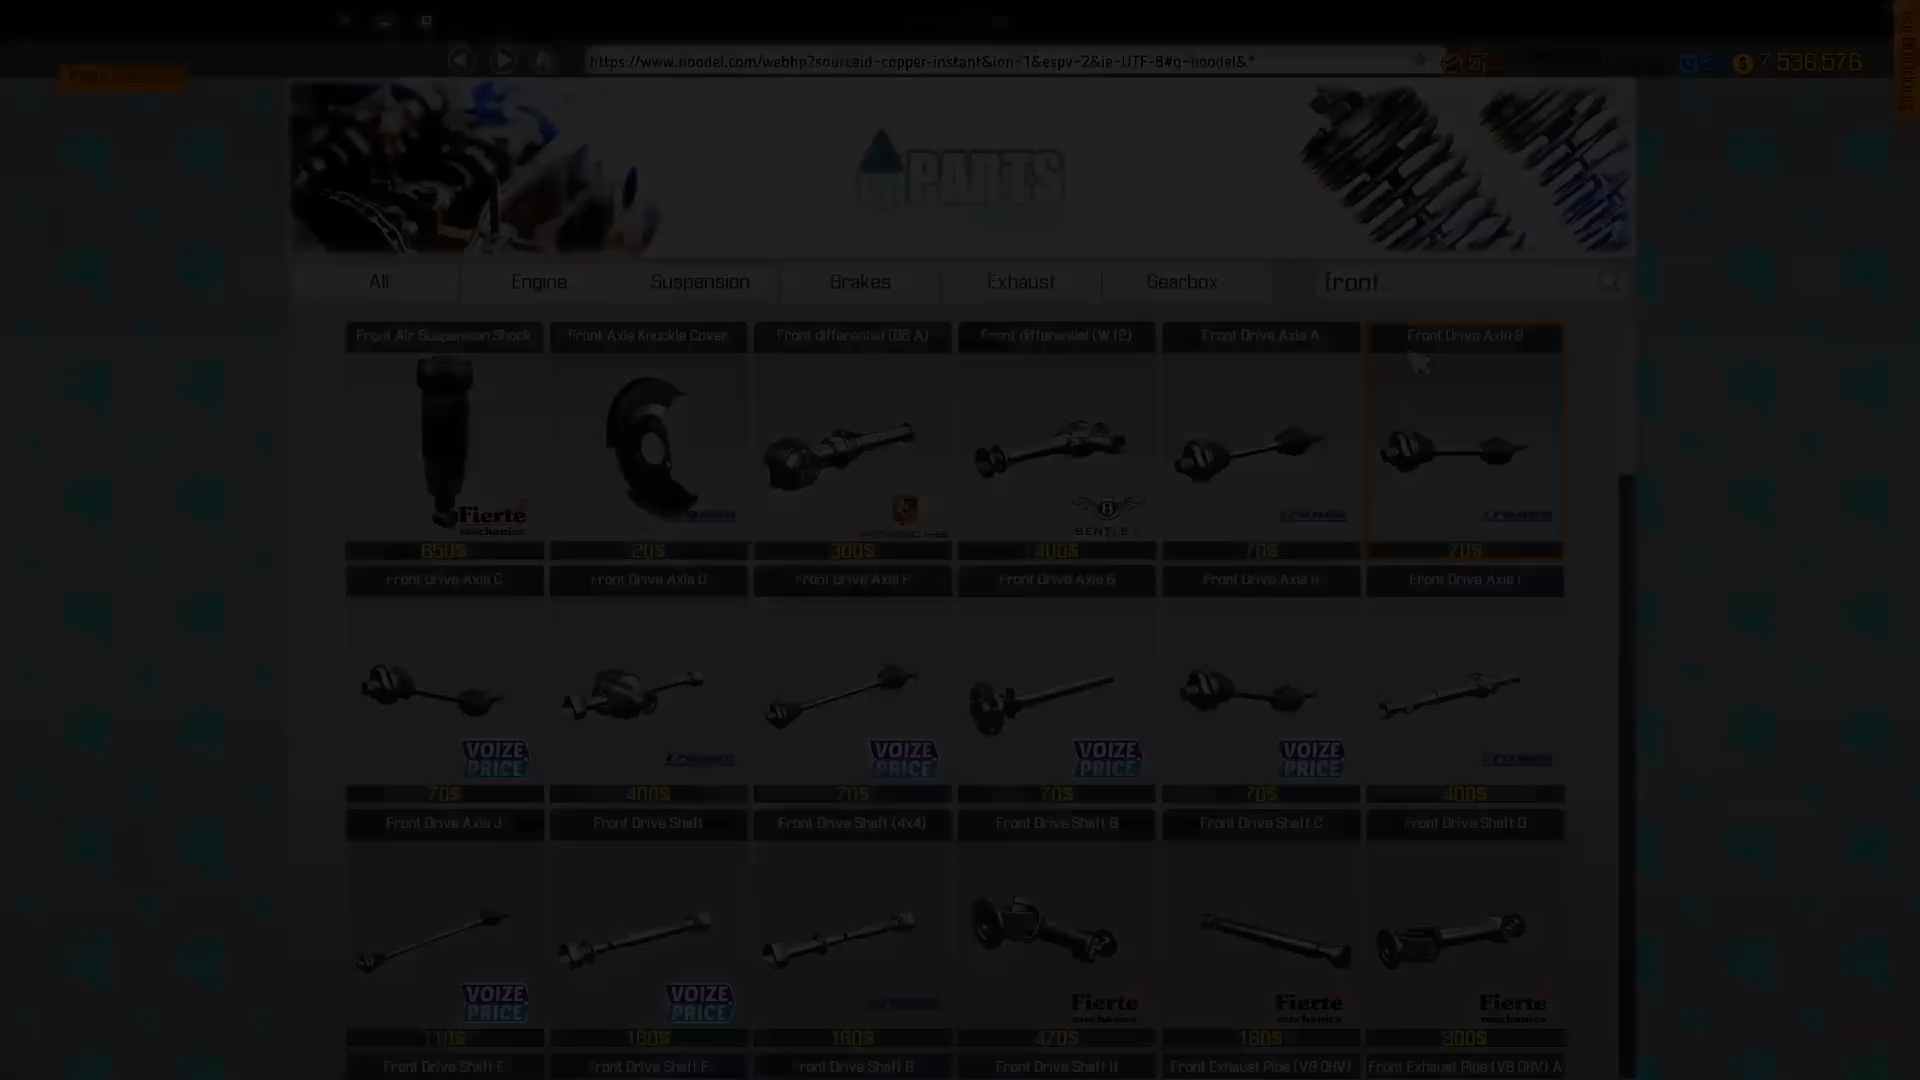 https://www.noodel.com/webhp?sourceid-copper-instant&ion-1&espv-2&ie-UTF-8#q-noodel&*
7 538,576
PARTS
All
Engine
Suspension
Brakes
Exhaust
Gearbox
front
Front Air Suspension Shock
Front Axle Knuckle Cover
Front differential (B6 A)
Front differential (W12)
Front Drive Axle A
Front Drive Axle B
Fierte
mechanics
PORSCHE
BENTLEY
650$
20$
300$
400$
70$
70$
Front Drive Axle C
Front Drive Axle D
Front Drive Axle F
Front Drive Axle G
Front Drive Axle H
Front Drive Axle I
VOIZE
PRICE
VOIZE
PRICE
VOIZE
PRICE
VOIZE
PRICE
70$
400$
70$
70$
70$
400$
Front Drive Axle J
Front Drive Shaft
Front Drive Shaft (4x4)
Front Drive Shaft B
Front Drive Shaft C
Front Drive Shaft D
VOIZE
PRICE
VOIZE
PRICE
Fierte
mechanics
Fierte
mechanics
Fierte
mechanics
160$
160$
470$
160$
300$
Front Drive Shaft E
Front Drive Shaft F
Front Drive Shaft G
Front Drive Shaft H
Front Exhaust Pipe (V8 OHV)
Front Exhaust Pipe (V8 OHV) A